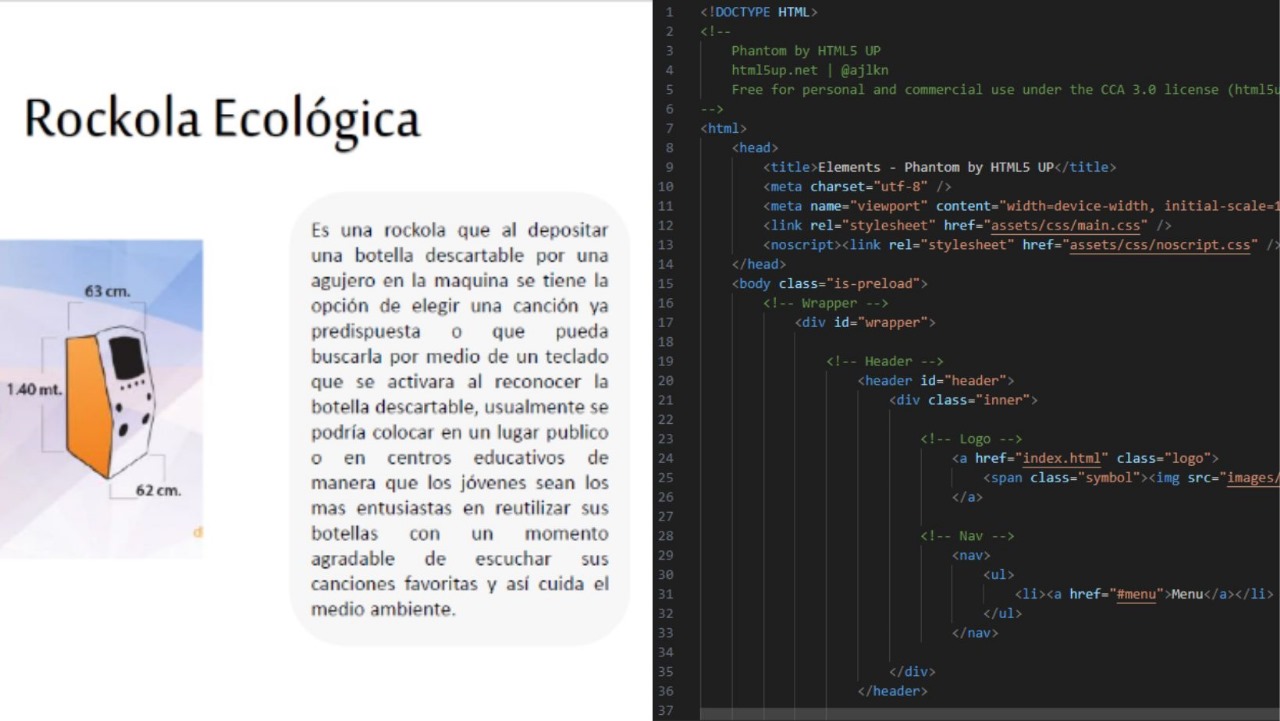 Rockola Ecológica
63 cm.
1.40 mt.
62 cm.
Es una rockola que al depositar
una botella descartable por una
agujero en la maquina se tiene la
opción de elegir una canción ya
predispuesta o que pueda
buscarla por medio de un teclado
que se activara al reconocer la
botella descartable, usualmente se
podría colocar en un lugar publico
o en centros educativos de
manera que los jóvenes sean los
mas entusiastas en reutilizar sus
botellas con un momento
agradable de escuchar sus
canciones favoritas y así cuida el
medio ambiente.
1 <!DOCTYPE HTML>
2 <!--
3 Phantom by HTML5 UP
4 html5up.net | @ajlkn
5 Free for personal and commercial use under the CCA 3.0 license (html5u
6 -->
7 <html>
8 <head>
9 <title>Elements - Phantom by HTML5 UP</title>
10 <meta charset="utf-8" />
11 <meta name="viewport" content="width=device-width, initial-scale=1
12 <link rel="stylesheet" href="assets/css/main.css" />
13 <noscript><link rel="stylesheet" href="assets/css/noscript.css" />
14 </head>
15 <body class="is-preload">
16 <!-- Wrapper -->
17 <div id="wrapper">
18
19 <!-- Header -->
20 <header id="header">
21 <div class="inner">
22
23 <!-- Logo -->
24 <a href="index.html" class="logo">
25 <span class="symbol"><img src="images/
26 </a>
27
28 <!-- Nav -->
29 <nav>
30 <ul>
31 <li><a href="#menu">Menu</a></li>
32 </ul>
33 </nav>
34
35 </div>
36 </header>
37